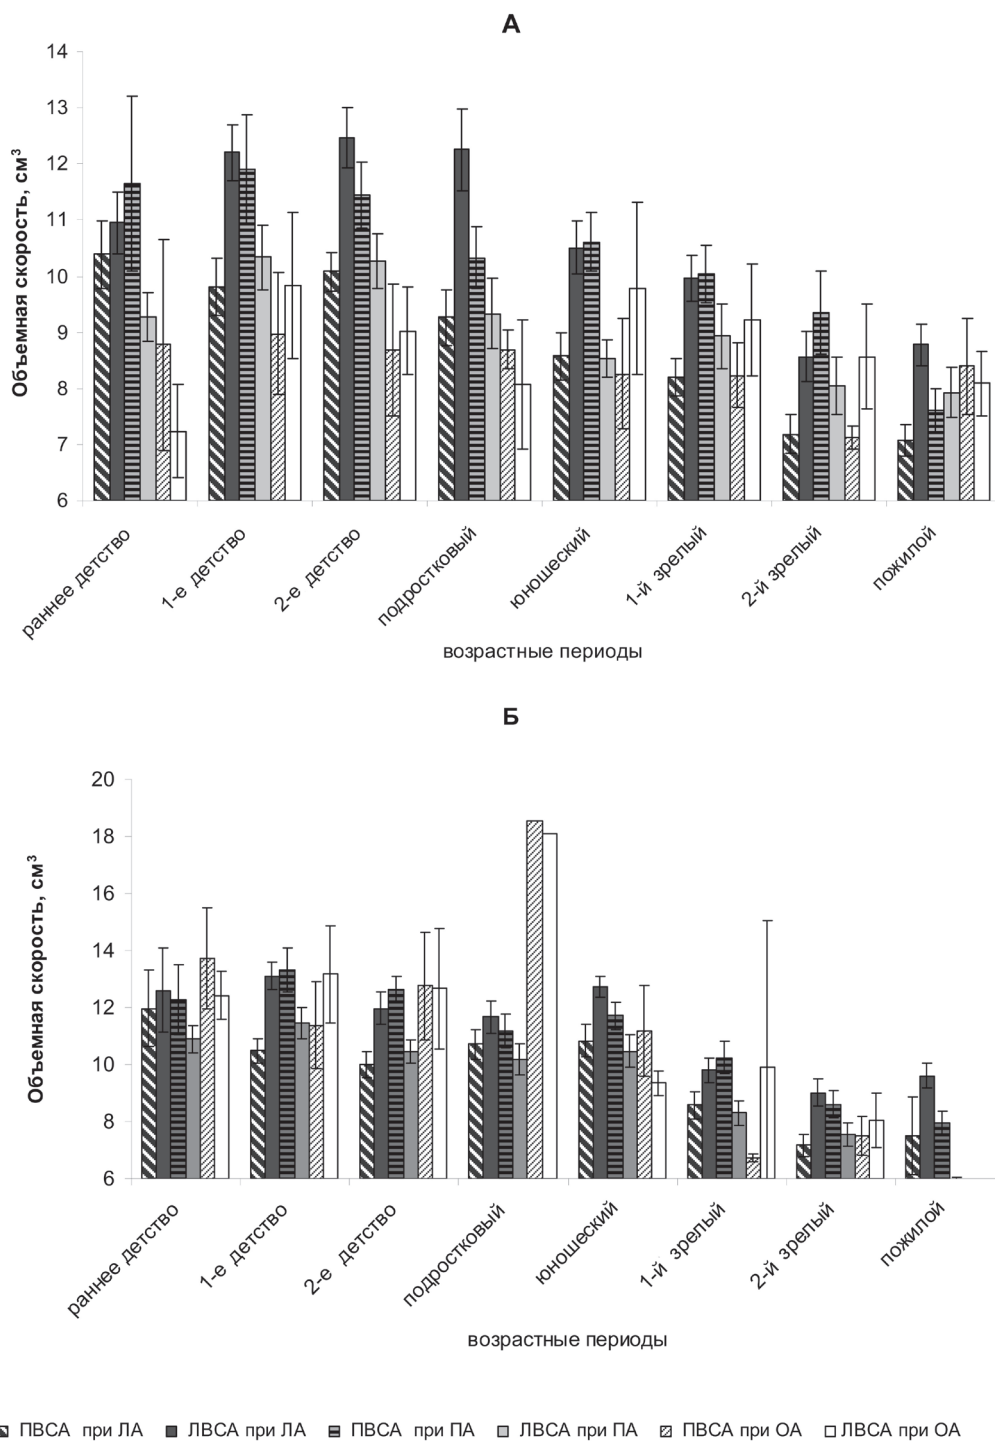 А
Объемная скорость, см³
14
13
12
11
10
9
8
7
6
раннее детство
1-е детство
2-е детство
подростковый
юношеский
1-й зрелый
2-й зрелый
пожилой
возрастные периоды
Б
Объемная скорость, см³
20
18
16
14
12
10
8
6
раннее детство
1-е детство
2-е детство
подростковый
юношеский
1-й зрелый
2-й зрелый
пожилой
возрастные периоды
ПВСА при ЛА ЛВСА при ЛА ПВСА при ПА ЛВСА при ПА ПВСА при ОА ЛВСА при ОА